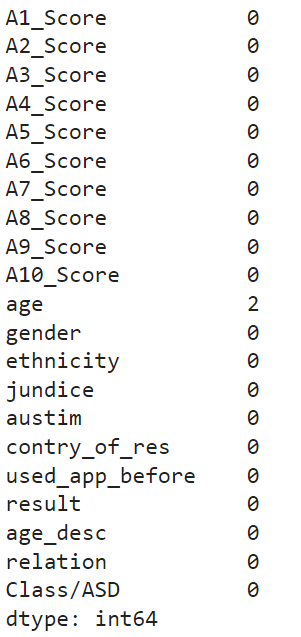 A1_Score 0
A2_Score 0
A3_Score 0
A4_Score 0
A5_Score 0
A6_Score 0
A7_Score 0
A8_Score 0
A9_Score 0
A10_Score 0
age 2
gender 0
ethnicity 0
jundice 0
austim 0
contry_of_res 0
used_app_before 0
result 0
age_desc 0
relation 0
Class/ASD 0
dtype: int64